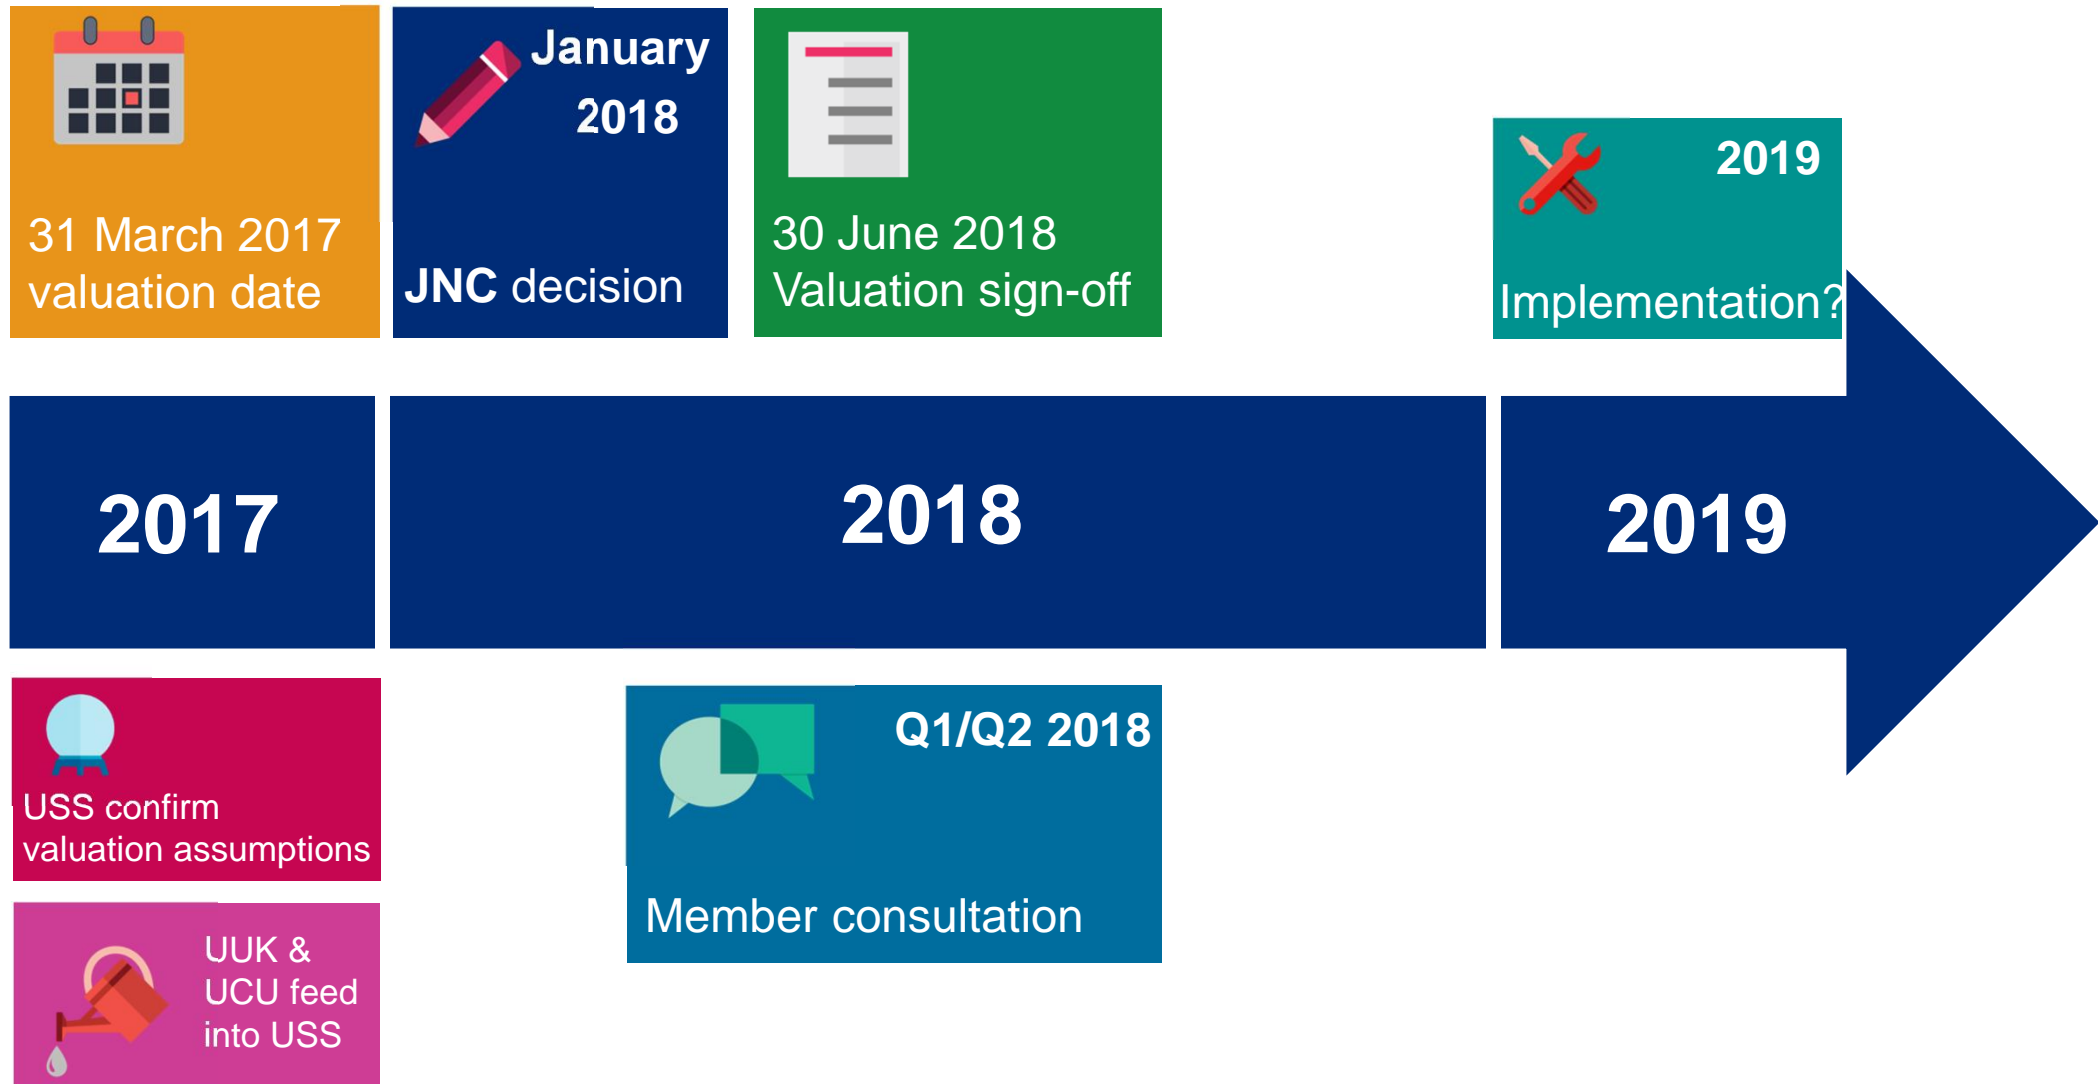 31 March 2017
valuation date
January
2018
JNC decision
30 June 2018
Valuation sign-off
2019
Implementation?
2017
2018
2019
USS confirm
valuation assumptions
Q1/Q2 2018
Member consultation
UUK &
UCU feed
into USS